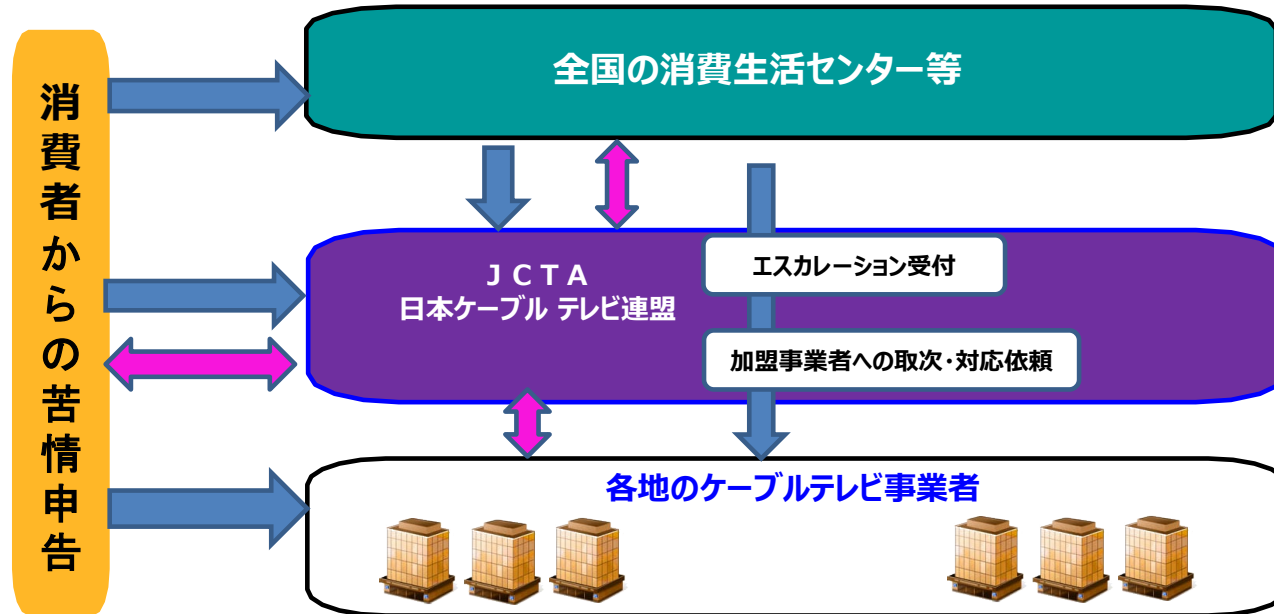 消費者からの苦情申告
全国の消費生活センター等
JCTA
日本ケーブル テレビ連盟
エスカレーション受付
加盟事業者への取次・対応依頼
各地のケーブルテレビ事業者